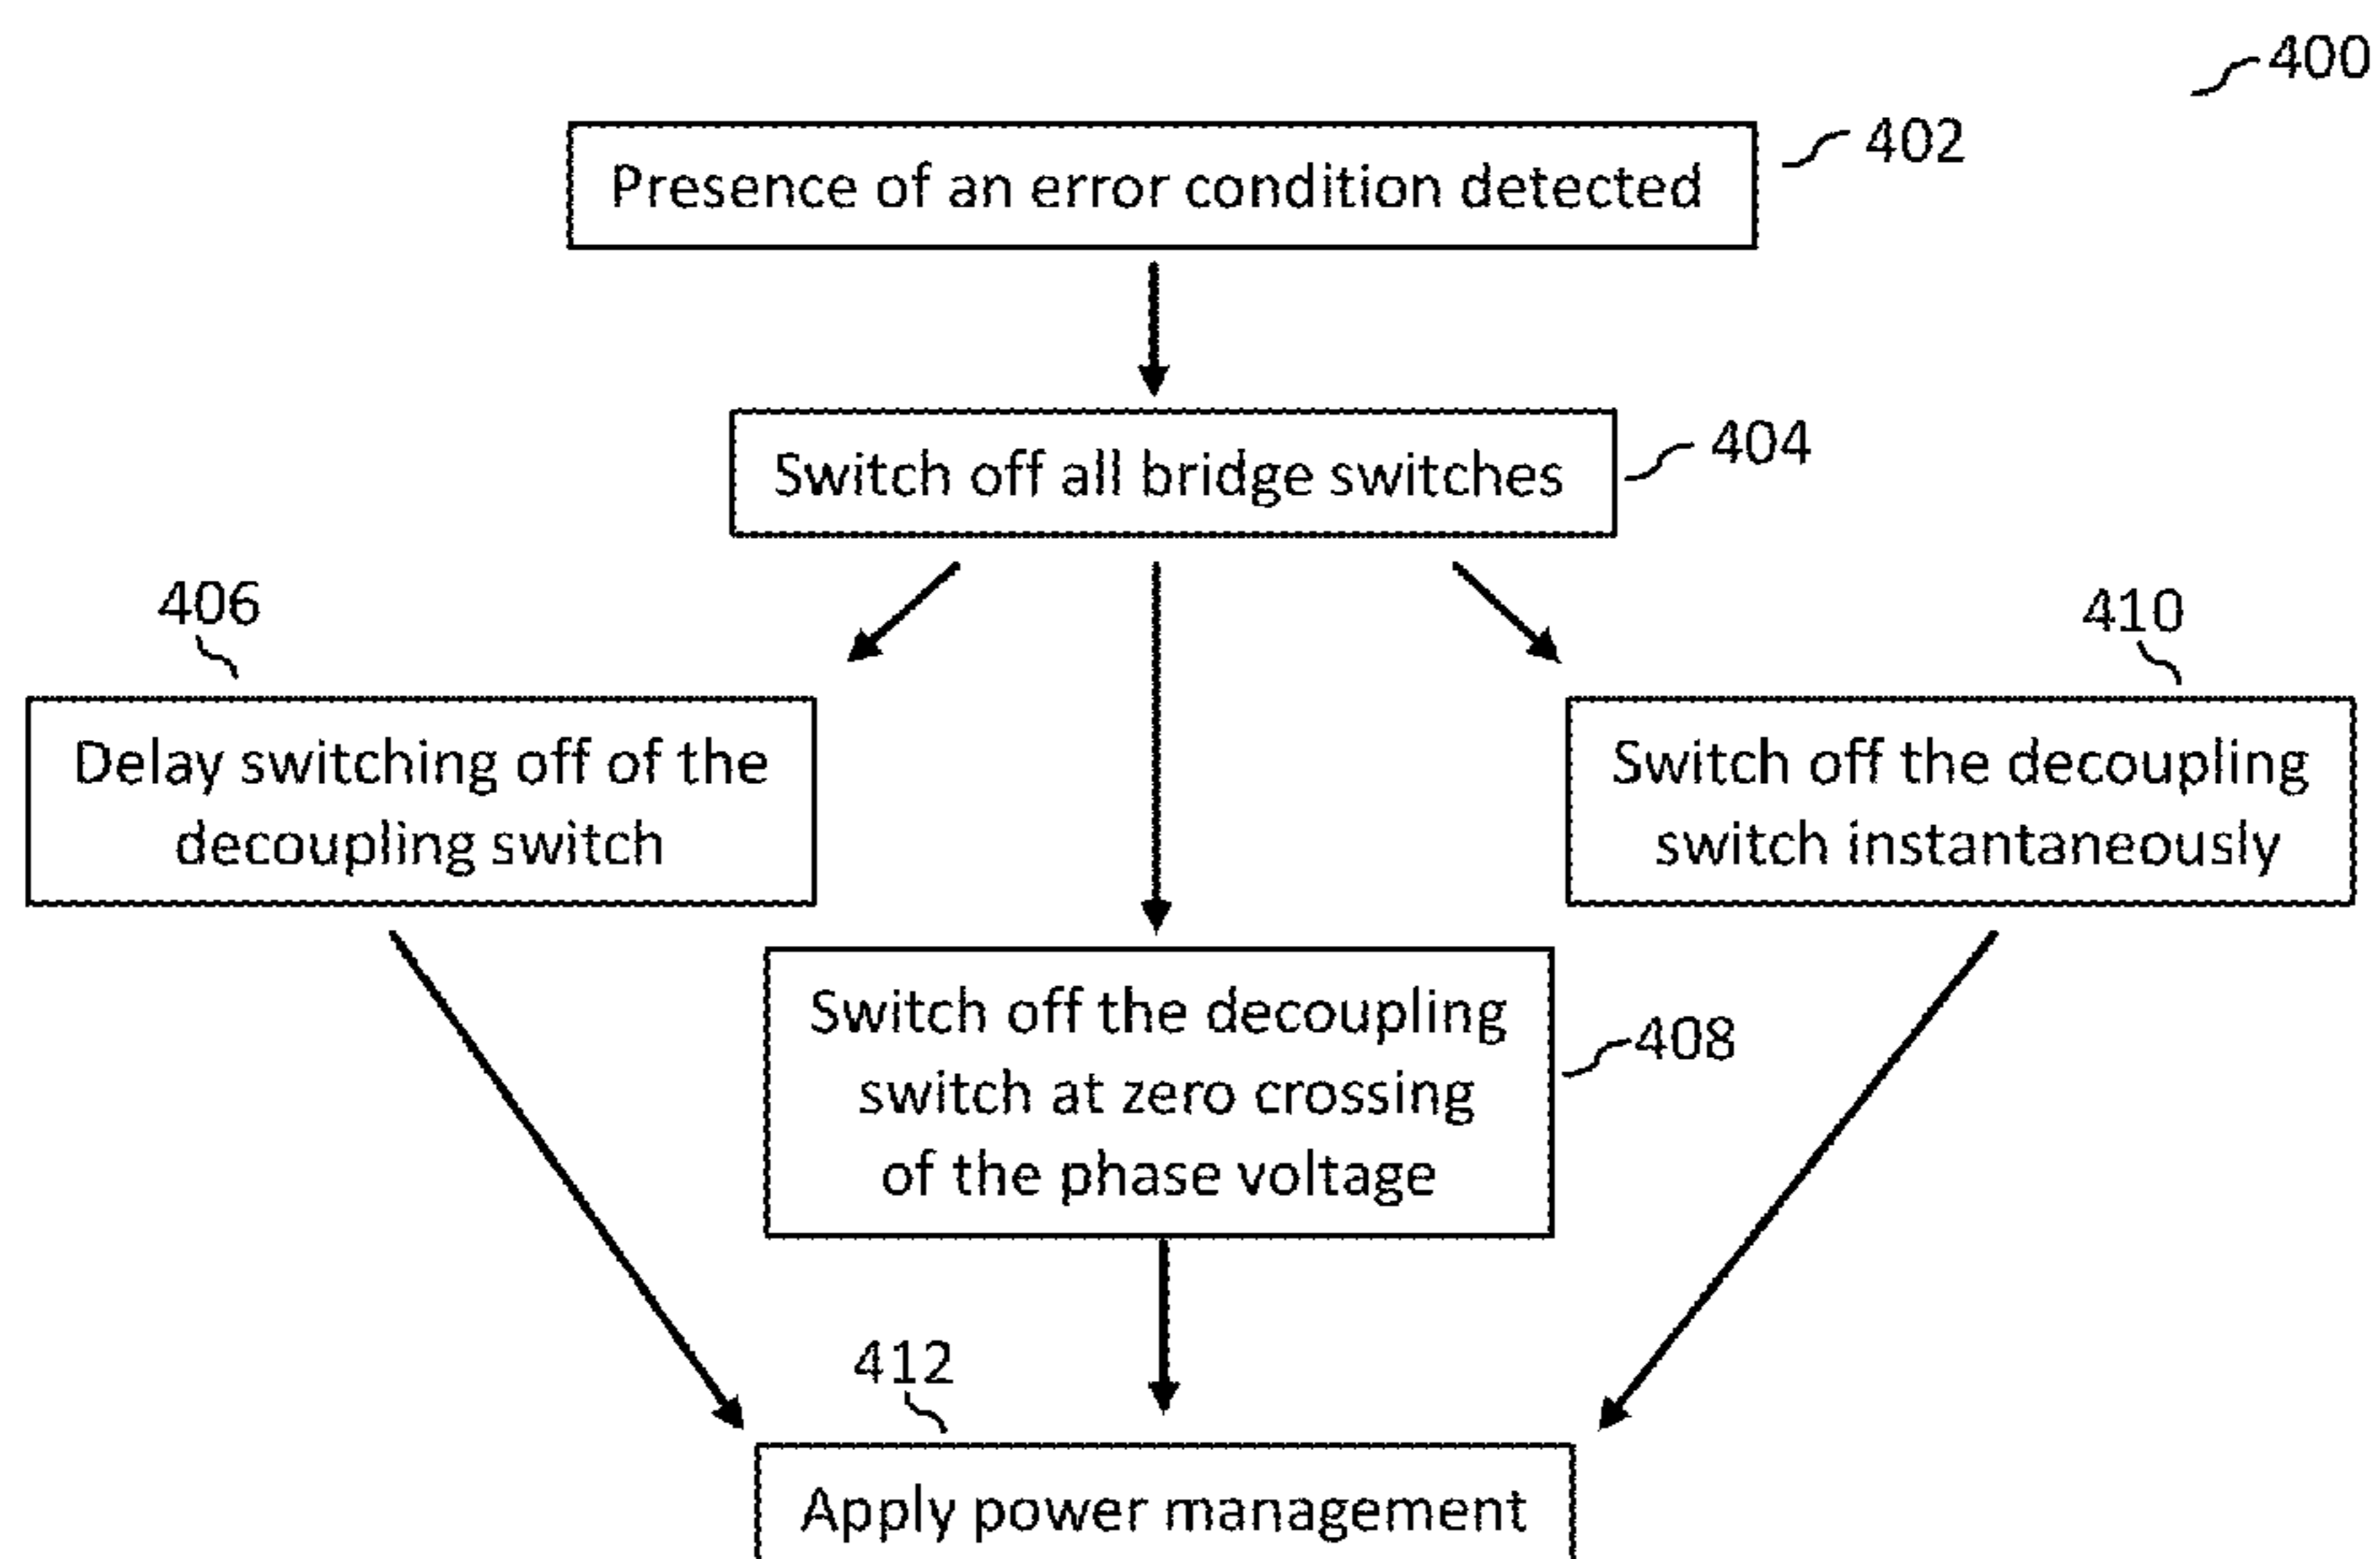 400
402
Presence of an error condition detected
404
Switch off all bridge switches
406
410
Delay switching off of the
decoupling switch
Switch off the decoupling
switch instantaneously
Switch off the decoupling
switch at zero crossing
of the phase voltage
408
412
Apply power management